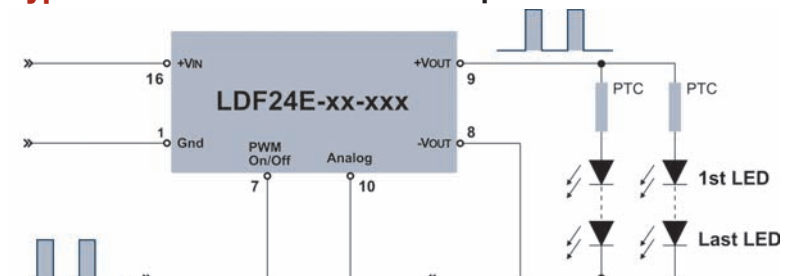 +VIN
+VOUT
16
9
PTC
PTC
LDF24E-xx-xxx
1
Gnd
8
-VOUT
PWM
On/Off
Analog
7
10
1st LED
Last LED